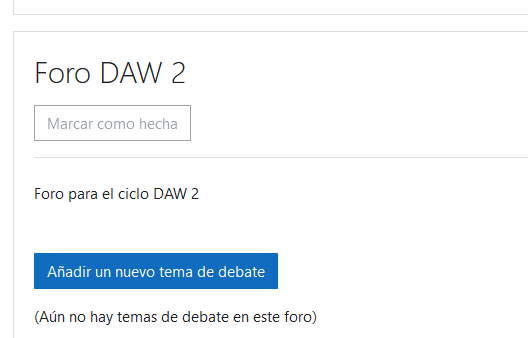 Foro DAW 2
Marcar como hecha
Foro para el ciclo DAW 2
Añadir un nuevo tema de debate
(Aún no hay temas de debate en este foro)